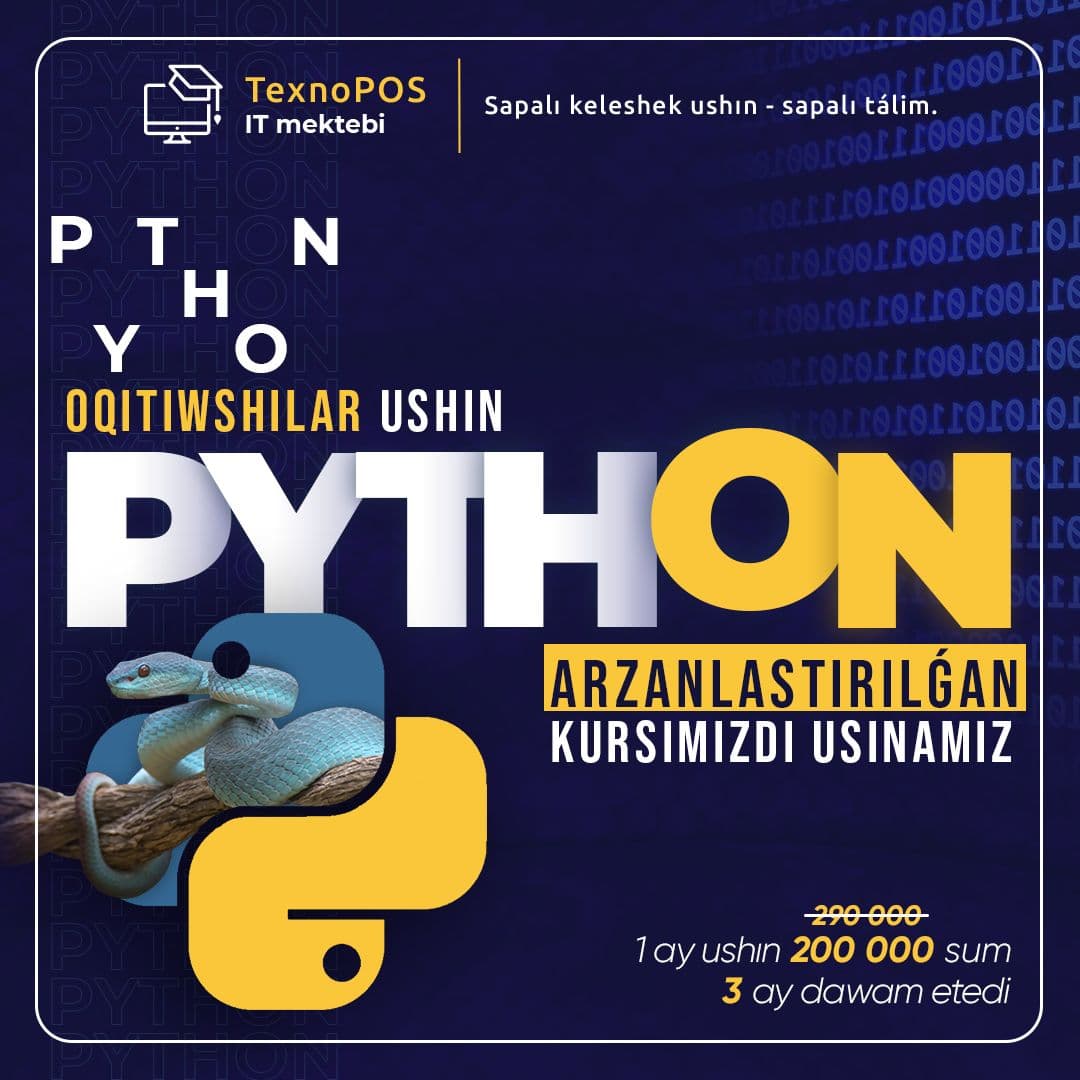 TexnoPOS
IT mektebi
Sapalı keleshek ushın - sapalı tálim.
PYTHON
OQITIWSHILAR USHIN
PYTHON
ARZANLASTIRILǴAN
KURSIMIZDI USINAMIZ
290 000
1 ay ushın 200 000 sum
3 ay dawam etedi